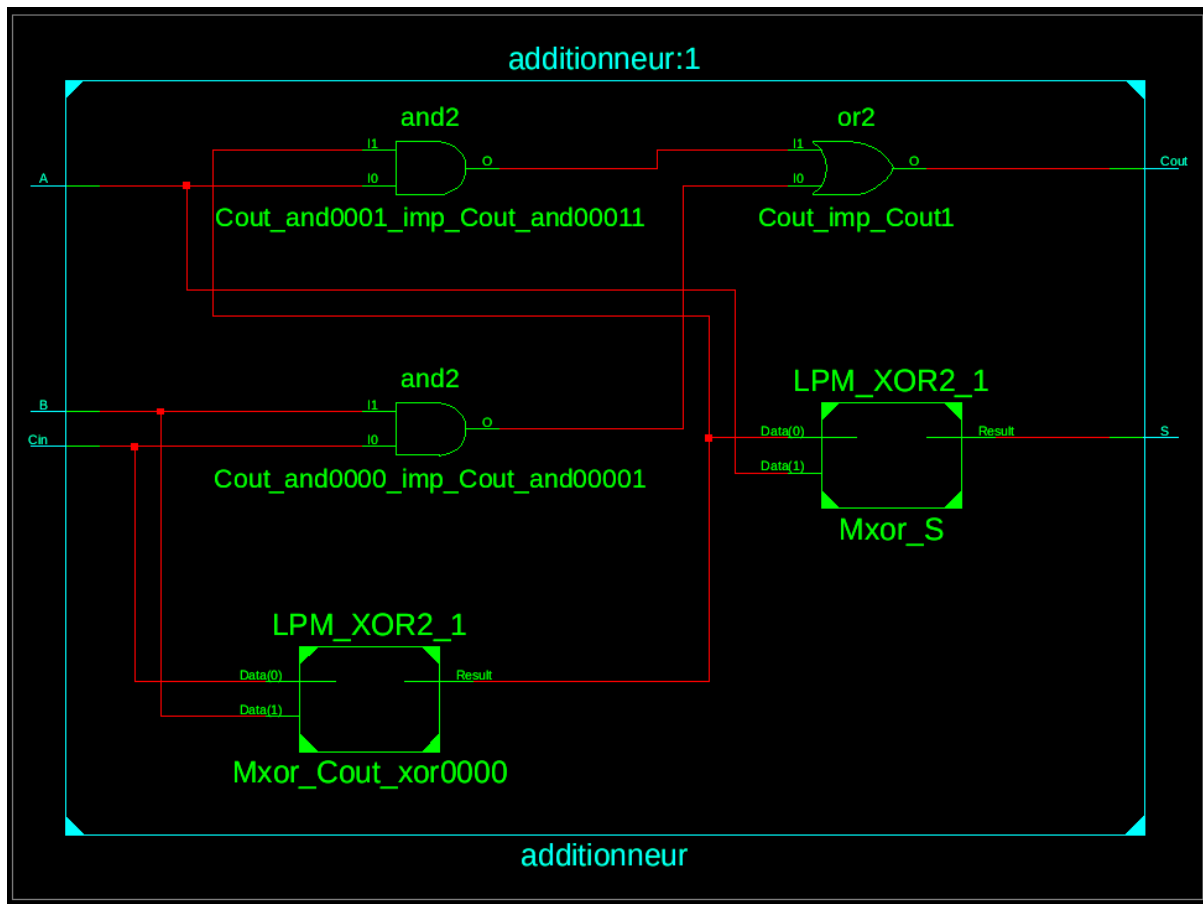 additionneur:1
and2
or2
I1
O
I0
A
Cout_and0001_imp_Cout_and00011
I1
O
I0
Cout
Cout_imp_Cout1
and2
B
I1
O
Cin
I0
Cout_and0000_imp_Cout_and00001
LPM_XOR2_1
Data(0)
Result
Data(1)
S
Mxor_S
LPM_XOR2_1
Data(0)
Result
Data(1)
Mxor_Cout_xor0000
additionneur